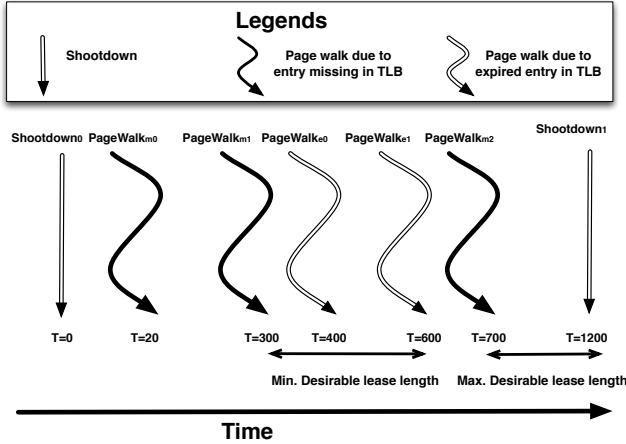 Legends
Shootdown
Page walk due to
entry missing in TLB
Page walk due to
expired entry in TLB
Shootdown0 PageWalkm0 PageWalkm1 PageWalke0 PageWalke1 PageWalkm2 Shootdown1
T=0 T=20 T=300 T=400 T=600 T=700 T=1200
Min. Desirable lease length Max. Desirable lease length
Time